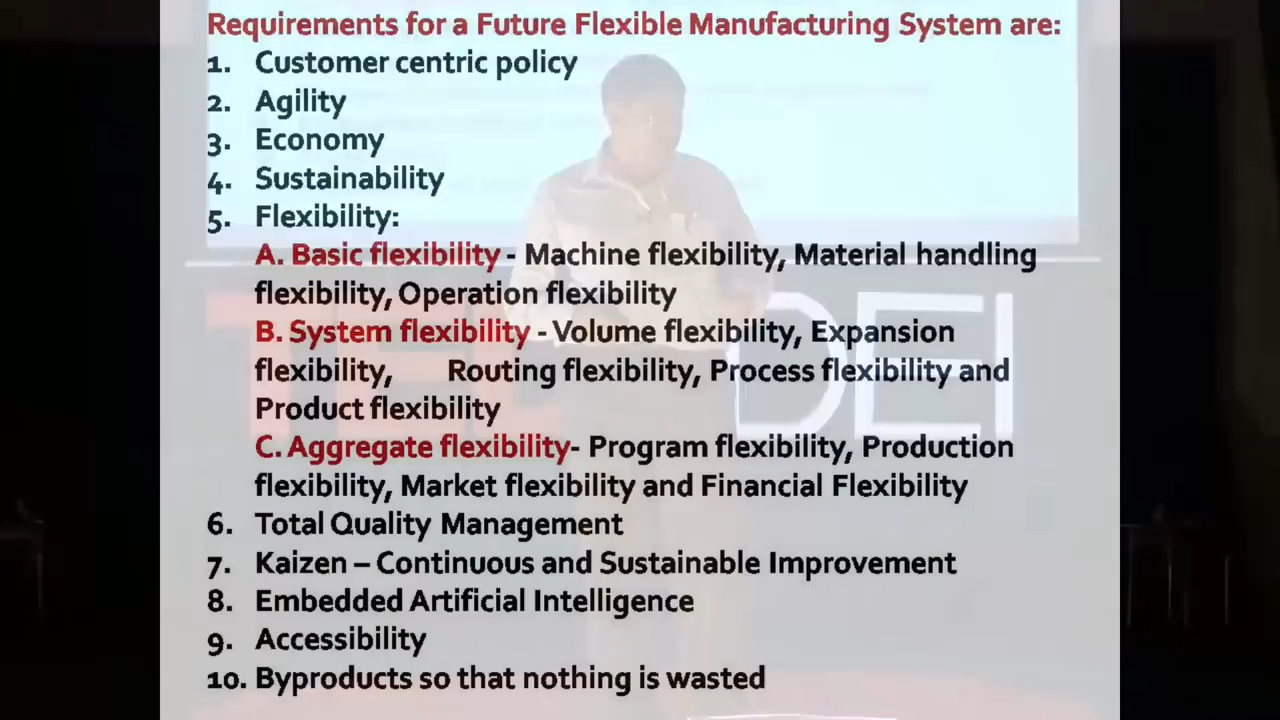 Requirements for a Future Flexible Manufacturing System are:
1. Customer centric policy
2. Agility
3. Economy
4. Sustainability
5. Flexibility:
A. Basic flexibility - Machine flexibility, Material handling
flexibility, Operation flexibility
B. System flexibility - Volume flexibility, Expansion
flexibility, Routing flexibility, Process flexibility and
Product flexibility
C. Aggregate flexibility- Program flexibility, Production
flexibility, Market flexibility and Financial Flexibility
6. Total Quality Management
7. Kaizen – Continuous and Sustainable Improvement
8. Embedded Artificial Intelligence
9. Accessibility
10. Byproducts so that nothing is wasted
DEI